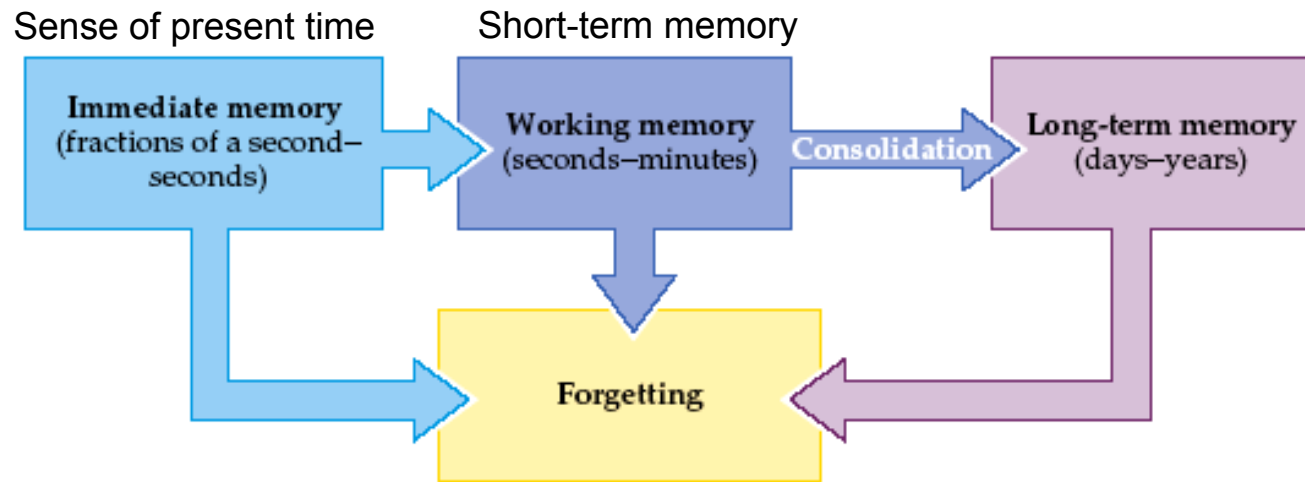 Sense of present time
Short-term memory
Immediate memory
(fractions of a second–
seconds)
Working memory
(seconds–minutes)
Consolidation
Long-term memory
(days–years)
Forgetting